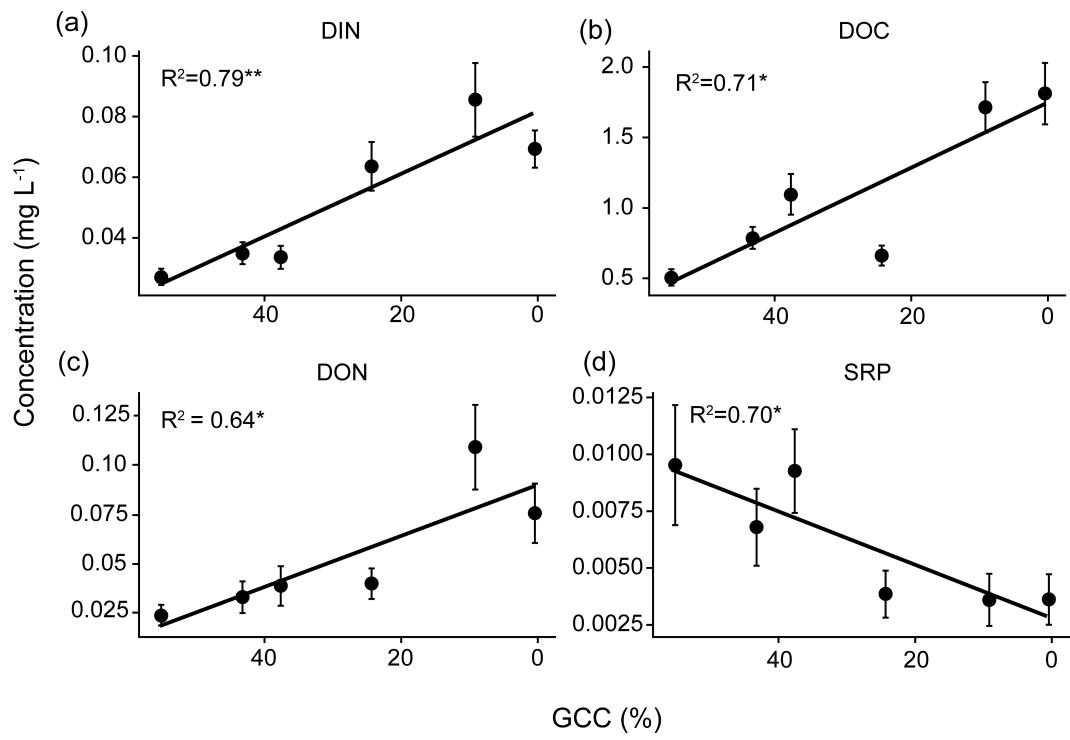 (a)
DIN
R²=0.79**
0.10
0.08
0.06
0.04
40
20
0
(b)
DOC
R²=0.71*
2.0
1.5
1.0
0.5
40
20
0
Concentration (mg L⁻¹)
(c)
DON
R² = 0.64*
0.125
0.10
0.075
0.050
0.025
40
20
0
(d)
SRP
R²=0.70*
0.0125
0.0100
0.0075
0.0050
0.0025
40
20
0
GCC (%)